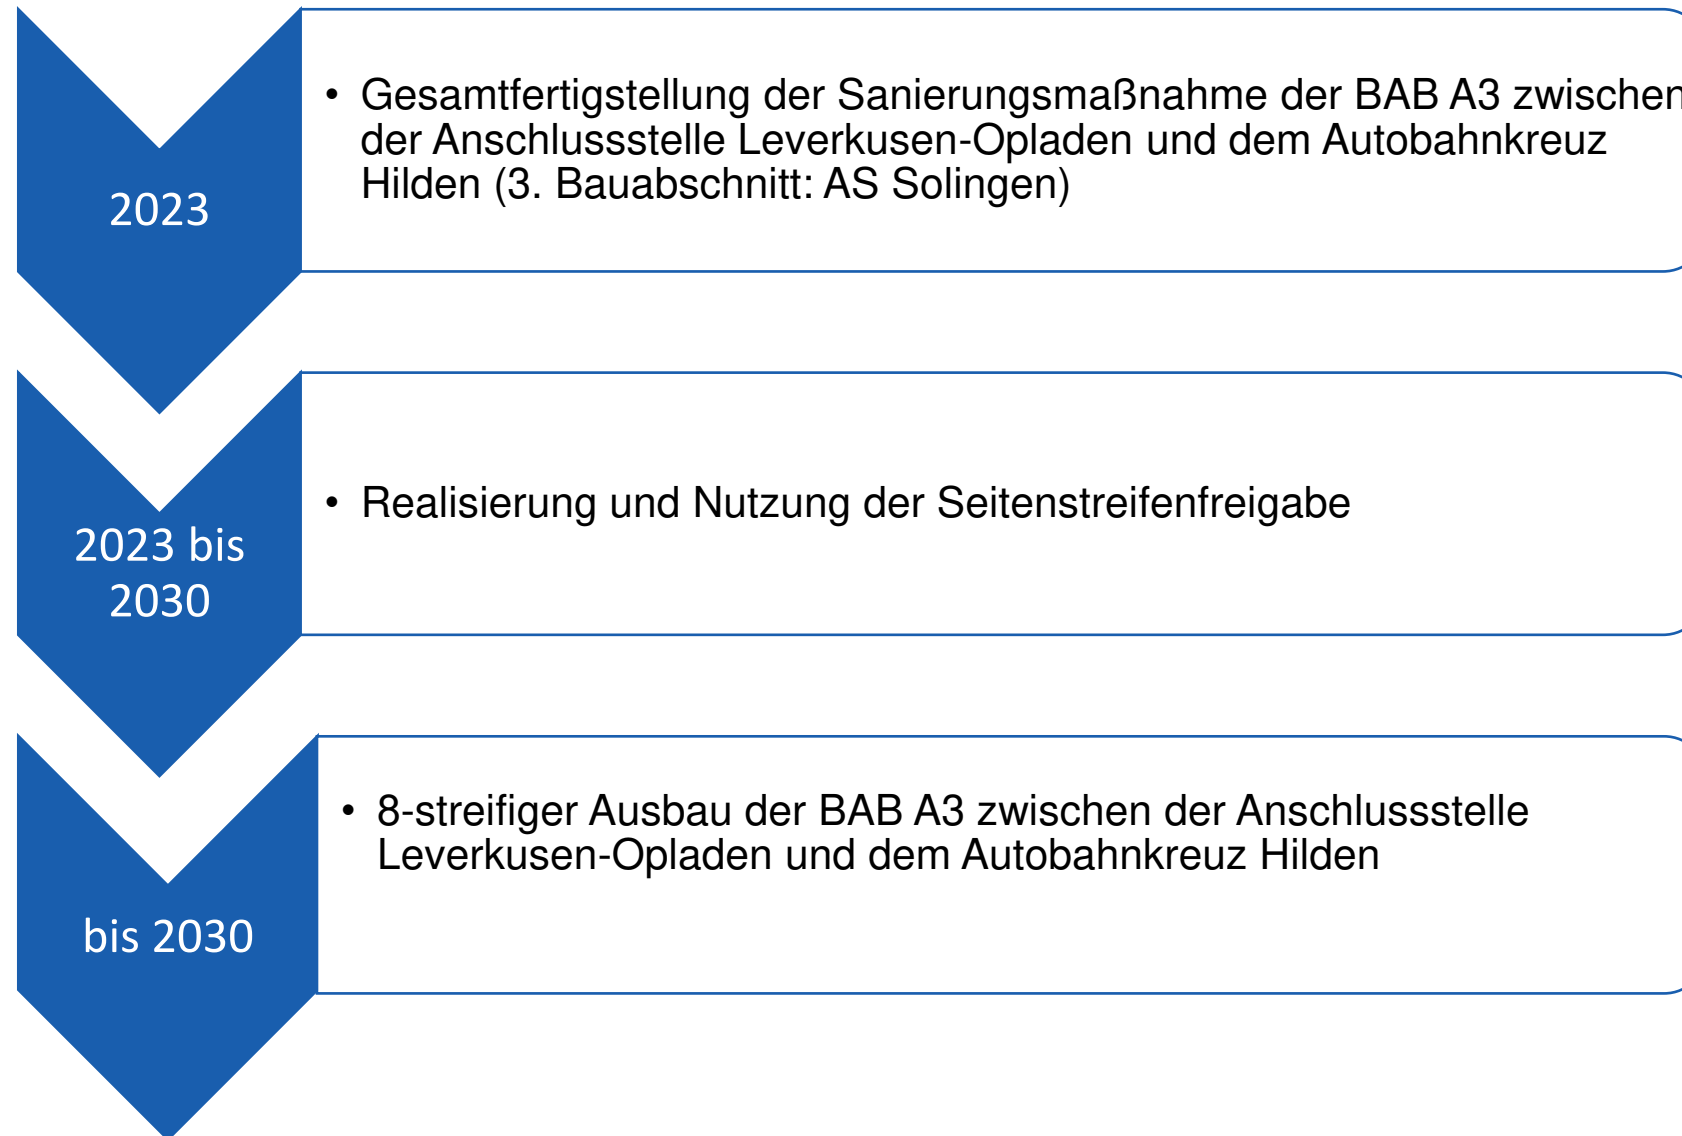 2023
• Gesamtfertigstellung der Sanierungsmaßnahme der BAB A3 zwischen
der Anschlussstelle Leverkusen-Opladen und dem Autobahnkreuz
Hilden (3. Bauabschnitt: AS Solingen)
2023 bis
2030
• Realisierung und Nutzung der Seitenstreifenfreigabe
bis 2030
• 8-streifiger Ausbau der BAB A3 zwischen der Anschlussstelle
Leverkusen-Opladen und dem Autobahnkreuz Hilden